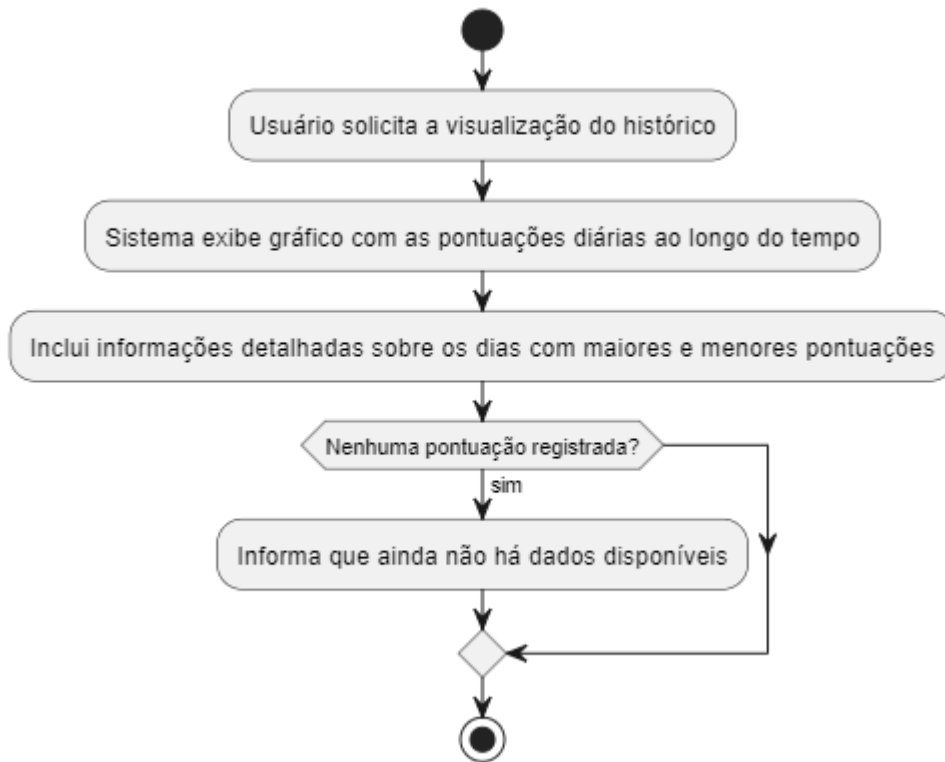 Usuário solicita a visualização do histórico
Sistema exibe gráfico com as pontuações diárias ao longo do tempo
Inclui informações detalhadas sobre os dias com maiores e menores pontuações
Nenhuma pontuação registrada?
sim
Informa que ainda não há dados disponíveis